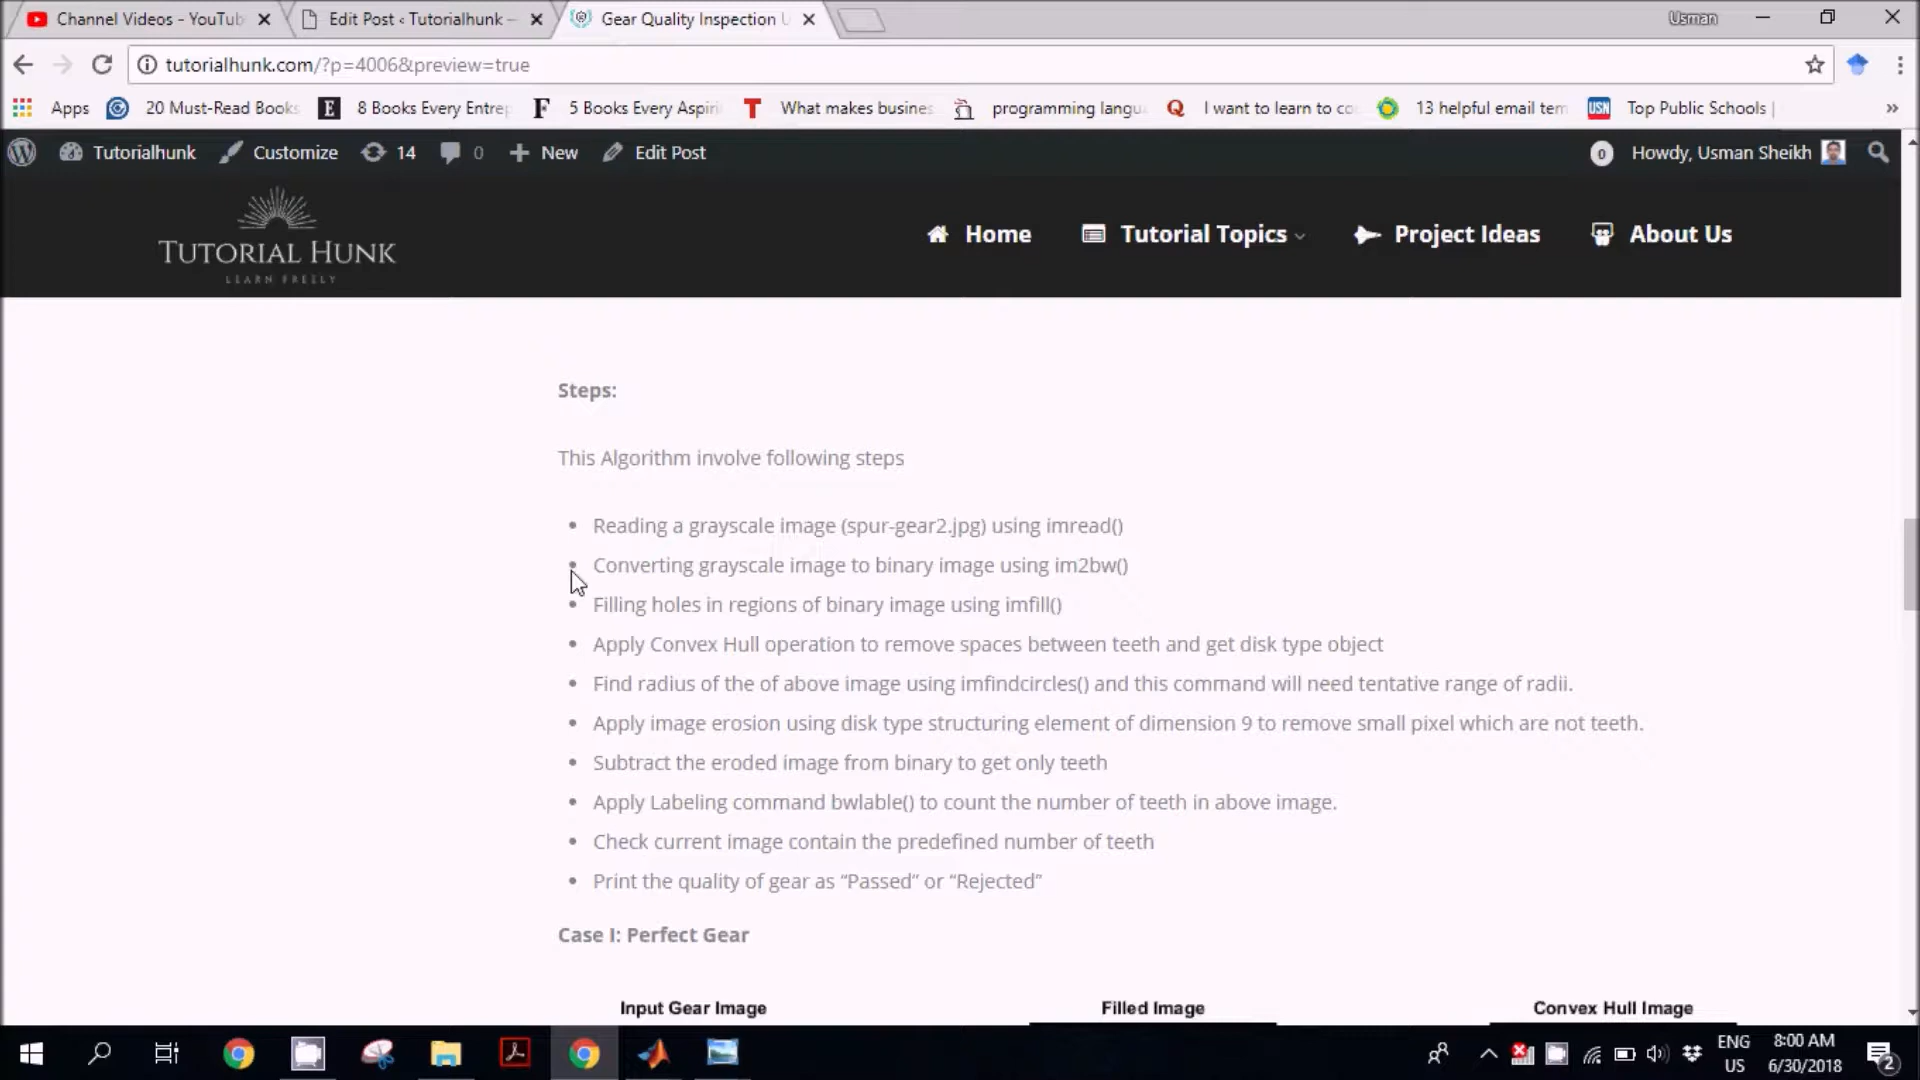 Channel Videos - YouTub
Edit Post ‹ Tutorialhunk —
Gear Quality Inspection U
Usman
tutorialhunk.com/?p=4006&preview=true
Apps
20 Must-Read Books
8 Books Every Entrep
5 Books Every Aspiri
What makes busines
programming langu
I want to learn to co
13 helpful email tem
Top Public Schools |
»
Tutorialhunk
Customize
14
0
New
Edit Post
0
Howdy, Usman Sheikh
TUTORIAL HUNK
LEARN FREELY
Home
Tutorial Topics
Project Ideas
About Us
Steps:
This Algorithm involve following steps
• Reading a grayscale image (spur-gear2.jpg) using imread()
• Converting grayscale image to binary image using im2bw()
• Filling holes in regions of binary image using imfill()
• Apply Convex Hull operation to remove spaces between teeth and get disk type object
• Find radius of the of above image using imfindcircles() and this command will need tentative range of radii.
• Apply image erosion using disk type structuring element of dimension 9 to remove small pixel which are not teeth.
• Subtract the eroded image from binary to get only teeth
• Apply Labeling command bwlable() to count the number of teeth in above image.
• Check current image contain the predefined number of teeth
• Print the quality of gear as “Passed” or “Rejected”
Case I: Perfect Gear
Input Gear Image
Filled Image
Convex Hull Image
ENG
US
8:00 AM
6/30/2018
2